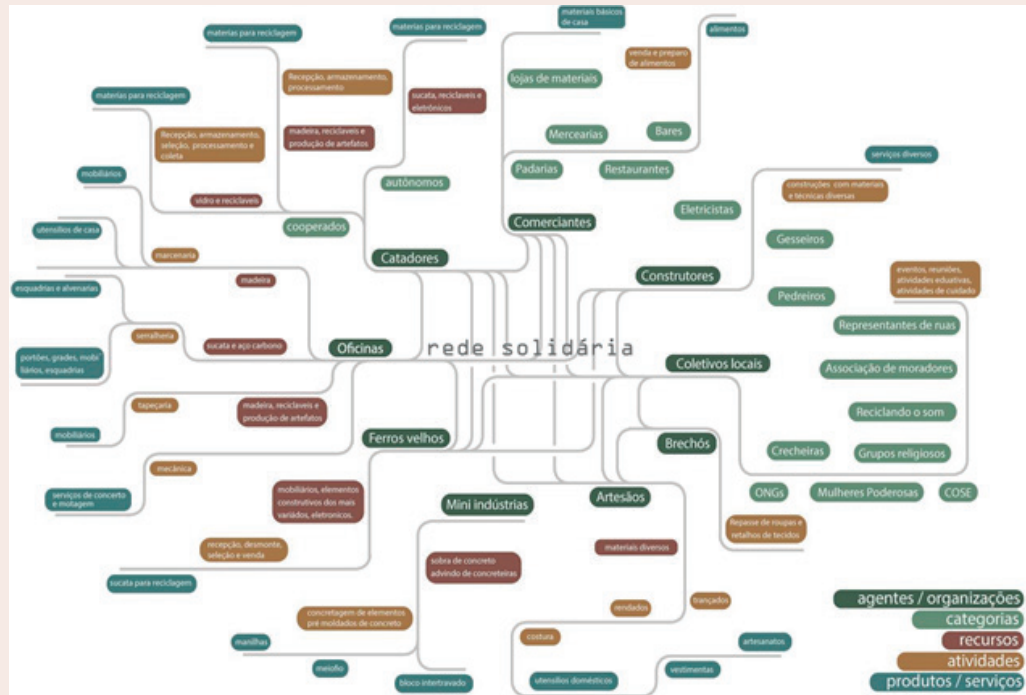 materias para reciclagem
materias para reciclagem
materiais básicos
de casa
alimentos
venda e preparo
de alimentos
lojas de materiais
Recepção, armazenamento,
processamento
sucata, reciclaveis e
eletrônicos
materias para reciclagem
Mercearias
Bares
Recepção, armazenamento,
seleção, processamento e
coleta
madeira, reciclaveis e
produção de artefatos
serviços diversos
Padarias
Restaurantes
mobiliários
autônomos
construções com materiais
e técnicas diversas
vidro e reciclaveis
Eletricistas
cooperados
Comerciantes
utensílios de casa
Gesseiros
marcenaria
Catadores
Construtores
eventos, reuniões,
atividades eduativas,
atividades de cuidado
madeira
esquadrias e alvenarias
Pedreiros
Representantes de ruas
serralheria
sucata e aço carbono
Oficinas
rede solidária
portões, grades, mobi
liários, esquadrias
Coletivos locais
Associação de moradores
tapeçaria
madeira, reciclaveis e
produção de artefatos
Reciclando o som
mobiliários
Ferros velhos
Brechós
Crecheiras
Grupos religiosos
mecânica
serviços de concerto
e motagem
mobiliários, elementos
construtivos dos mais
variádos, eletronicos.
Mini indústrias
Artesãos
ONGs
Mulheres Poderosas
COSE
Repasse de roupas e
retalhos de tecidos
recepção, desmonte,
seleção e venda
materiais diversos
sobra de concreto
advindo de concreteiras
sucata para reciclagem
trançados
rendados
concretagem de elementos
pré moldados de concreto
costura
manilhas
artesanatos
meiofio
vestimentas
bloco intertravado
utensílios domésticos
agentes / organizações
categorias
recursos
atividades
produtos / serviços